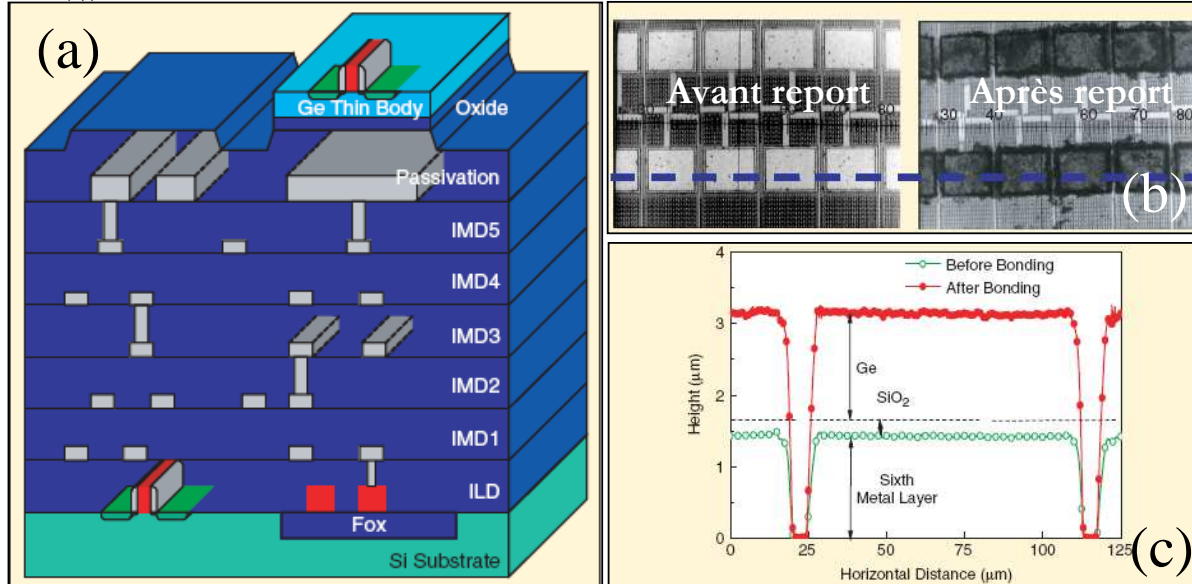 (a)
Ge Thin Body
Oxide
Passivation
IMD5
IMD4
IMD3
IMD2
IMD1
ILD
Fox
Si Substrate
Avant report
80
Après report
30
40
60
70
80
(b)
Before Bonding
After Bonding
4
3
2
1
0
Height (μm)
Ge
SiO2
Sixth
Metal Layer
0
25
50
75
100
125
Horizontal Distance (μm)
(c)